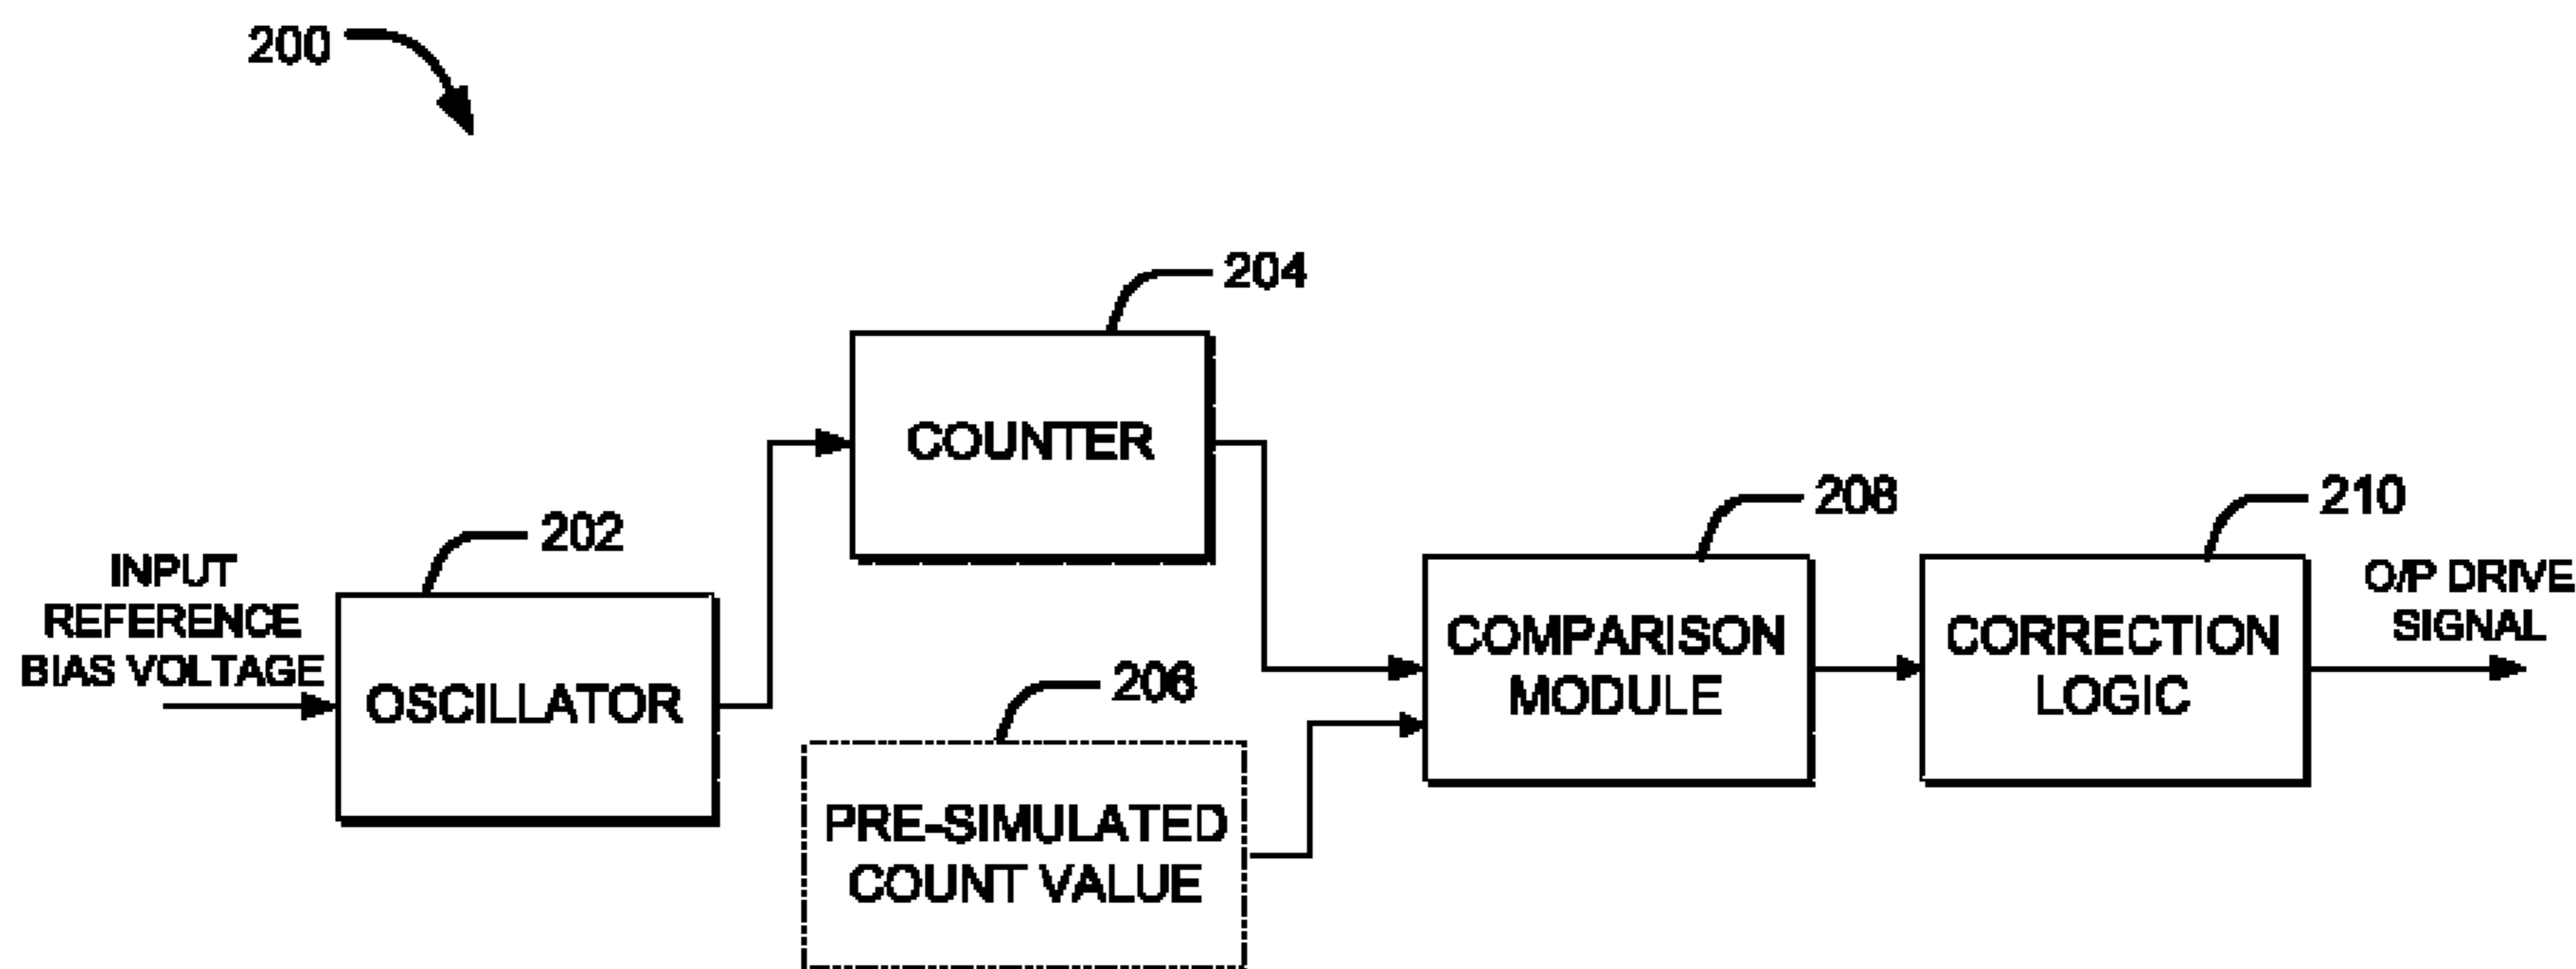 200
204
COUNTER
202
INPUT
REFERENCE
BIAS VOLTAGE
OSCILLATOR
206
PRE-SIMULATED
COUNT VALUE
208
COMPARISON
MODULE
210
CORRECTION
LOGIC
O/P DRIVE
SIGNAL